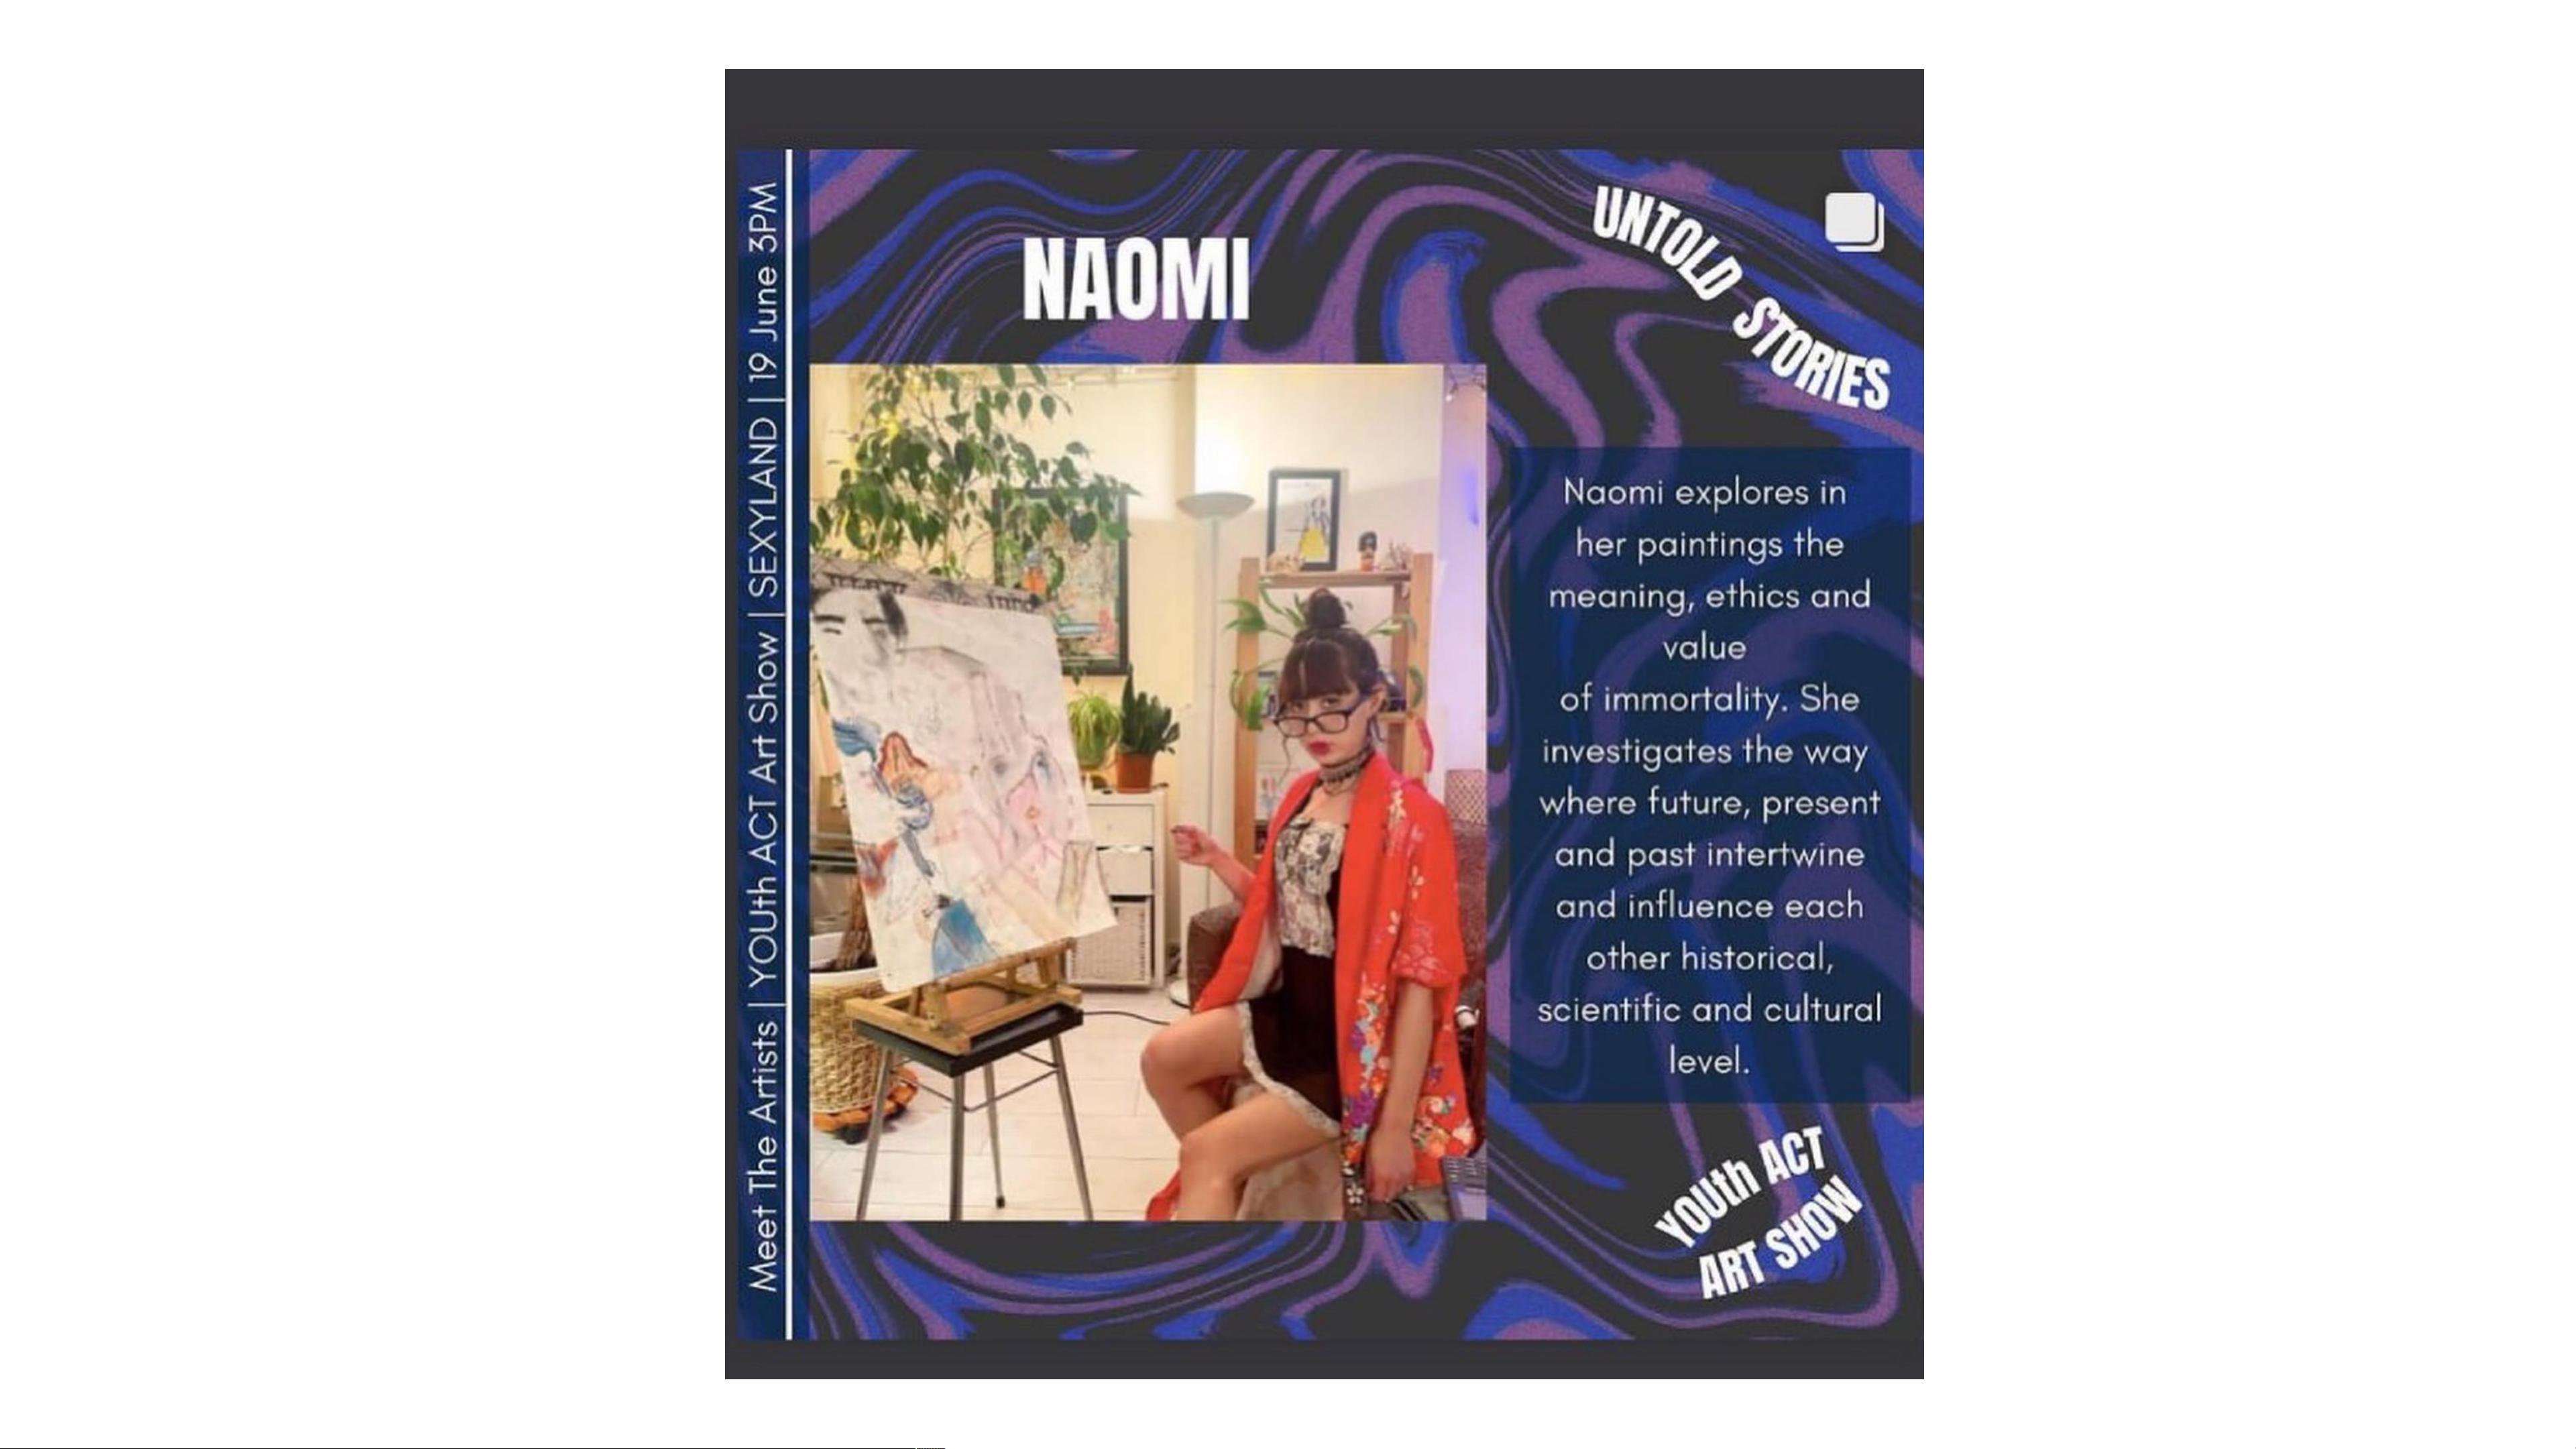 Meet The Artists | YOUth ACT Art Show | SEXYLAND | 19 June 3PM
NAOMI
UNTOLD STORIES
Naomi explores in
her paintings the
meaning, ethics and
value
of immortality. She
investigates the way
where future, present
and past intertwine
and influence each
other historical,
scientific and cultural
level.
YOUth ACT
ART SHOW